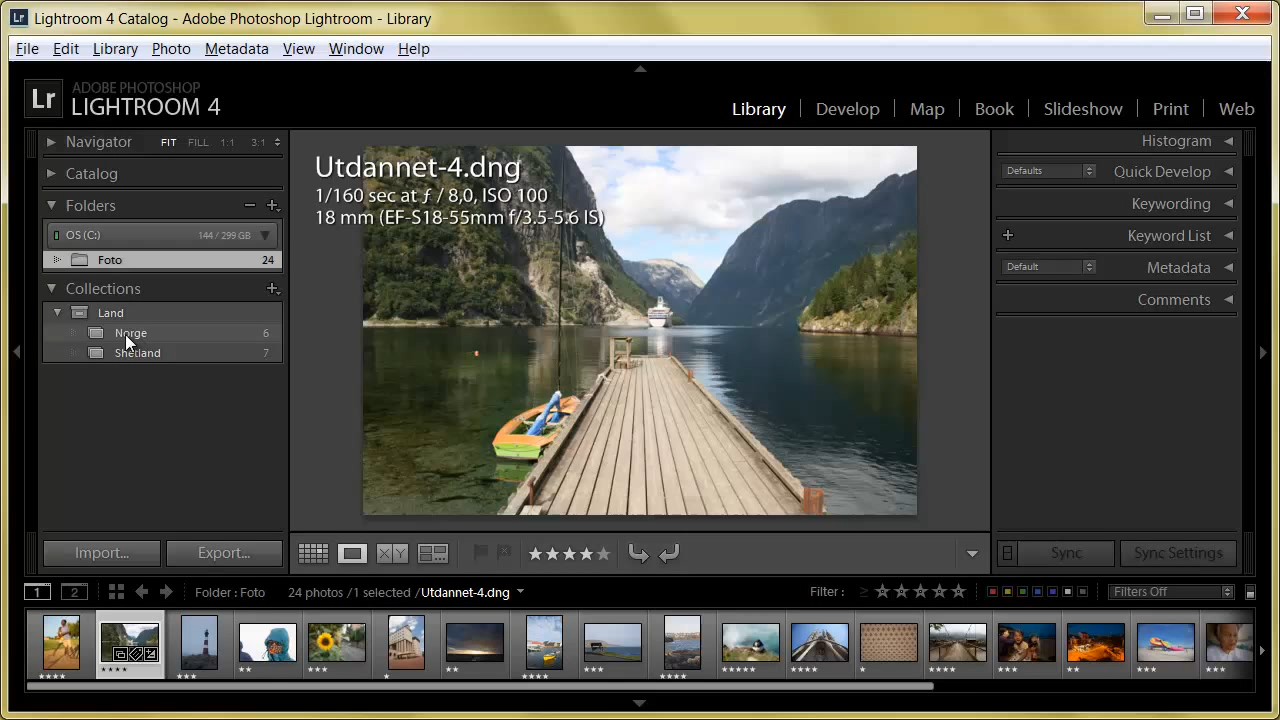 Lightroom 4 Catalog - Adobe Photoshop Lightroom - Library
File Edit Library Photo Metadata View Window Help
Lr ADOBE PHOTOSHOP
LIGHTROOM 4
Library Develop Map Book Slideshow Print Web
Navigator FIT FILL 1:1 3:1
Catalog
Folders
OS (C:) 144 / 299 GB
Foto 24
Collections
Land
Norge 6
Shetland 7
Import... Export...
Utdannet-4.dng
1/160 sec at ƒ / 8,0, ISO 100
18 mm (EF-S18-55mm f/3.5-5.6 IS)
Histogram
Defaults Quick Develop
Keywording
Keyword List
Default Metadata
Comments
Sync Sync Settings
1 2 Folder : Foto 24 photos / 1 selected / Utdannet-4.dng Filter : Filters Off